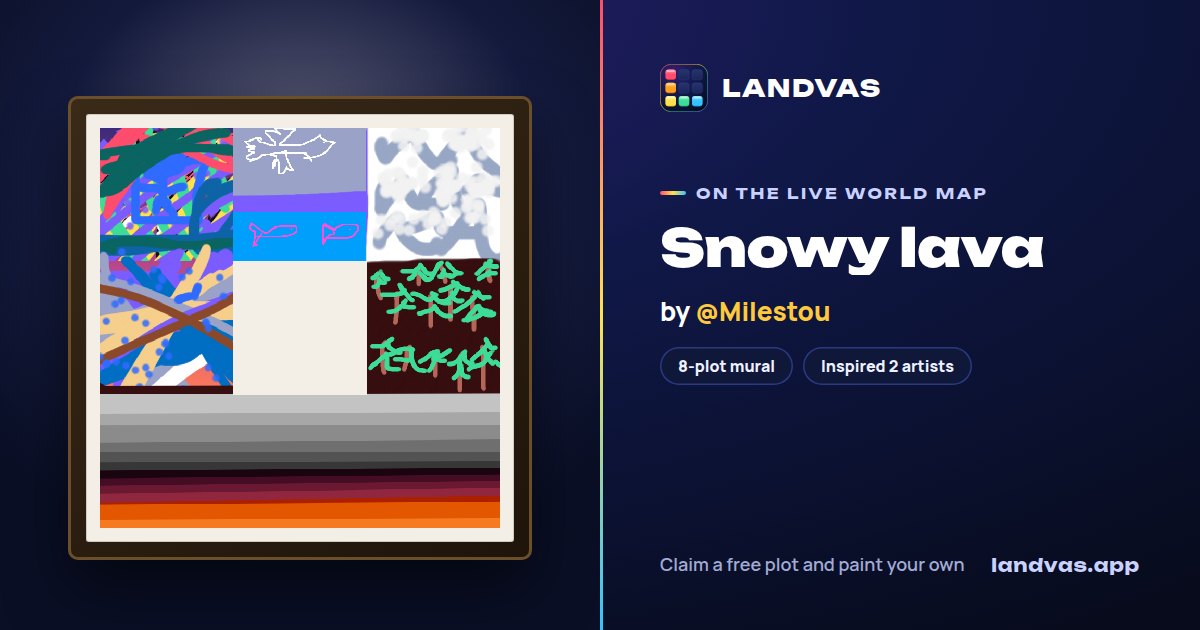 LANDVAS
ON THE LIVE WORLD MAP
Snowy lava
by @Milestou
8-plot mural
Inspired 2 artists
Claim a free plot and paint your own
landvas.app